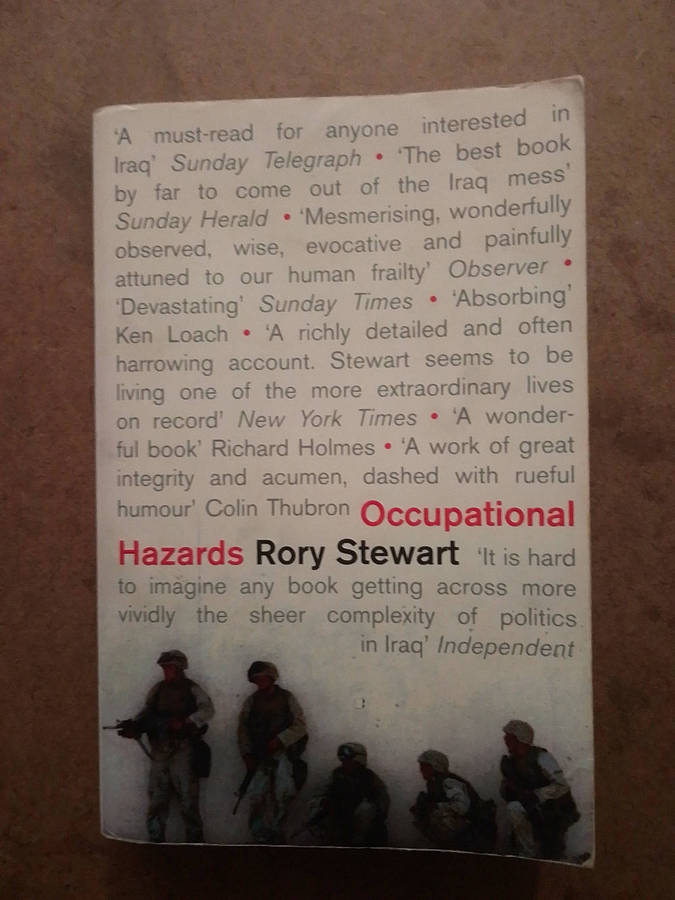 ‘A must-read for anyone interested in
Iraq’ Sunday Telegraph • ‘The best book
by far to come out of the Iraq mess’
Sunday Herald • ‘Mesmerising, wonderfully
observed, wise, evocative and painfully
attuned to our human frailty’ Observer •
‘Devastating’ Sunday Times • ‘Absorbing’
Ken Loach • ‘A richly detailed and often
harrowing account. Stewart seems to be
living one of the more extraordinary lives
on record’ New York Times • ‘A wonder-
ful book’ Richard Holmes • ‘A work of great
integrity and acumen, dashed with rueful
humour’ Colin Thubron Occupational
Hazards Rory Stewart ‘It is hard
to imagine any book getting across more
vividly the sheer complexity of politics
in Iraq’ Independent